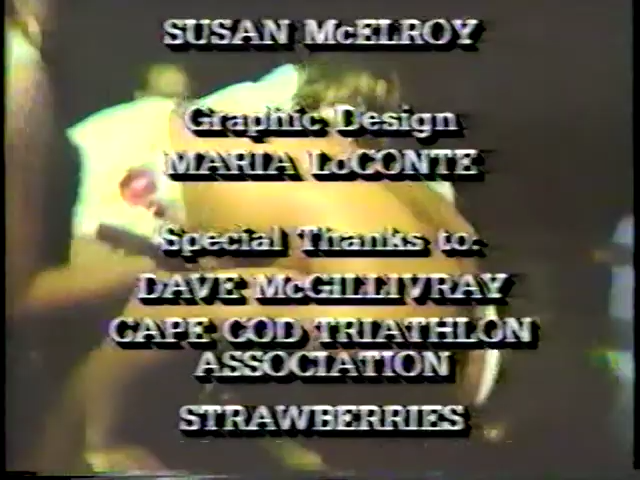 SUSAN McELROY
Graphic Design
MARIA LoCONTE
Special Thanks to:
DAVE McGILLIVRAY
CAPE COD TRIATHLON
ASSOCIATION
STRAWBERRIES